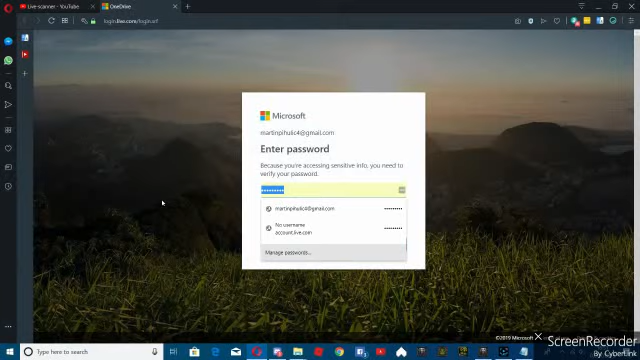 Live-scanner - YouTube
OneDrive
login.live.com/login.srf
Microsoft
martinpihulic4@gmail.com
Enter password
Because you're accessing sensitive info, you need to
verify your password.
martinpihulic4@gmail.com
No username
account.live.com
Manage passwords...
©2019 Microsoft
ScreenRecorder
By CyberLink
Type here to search